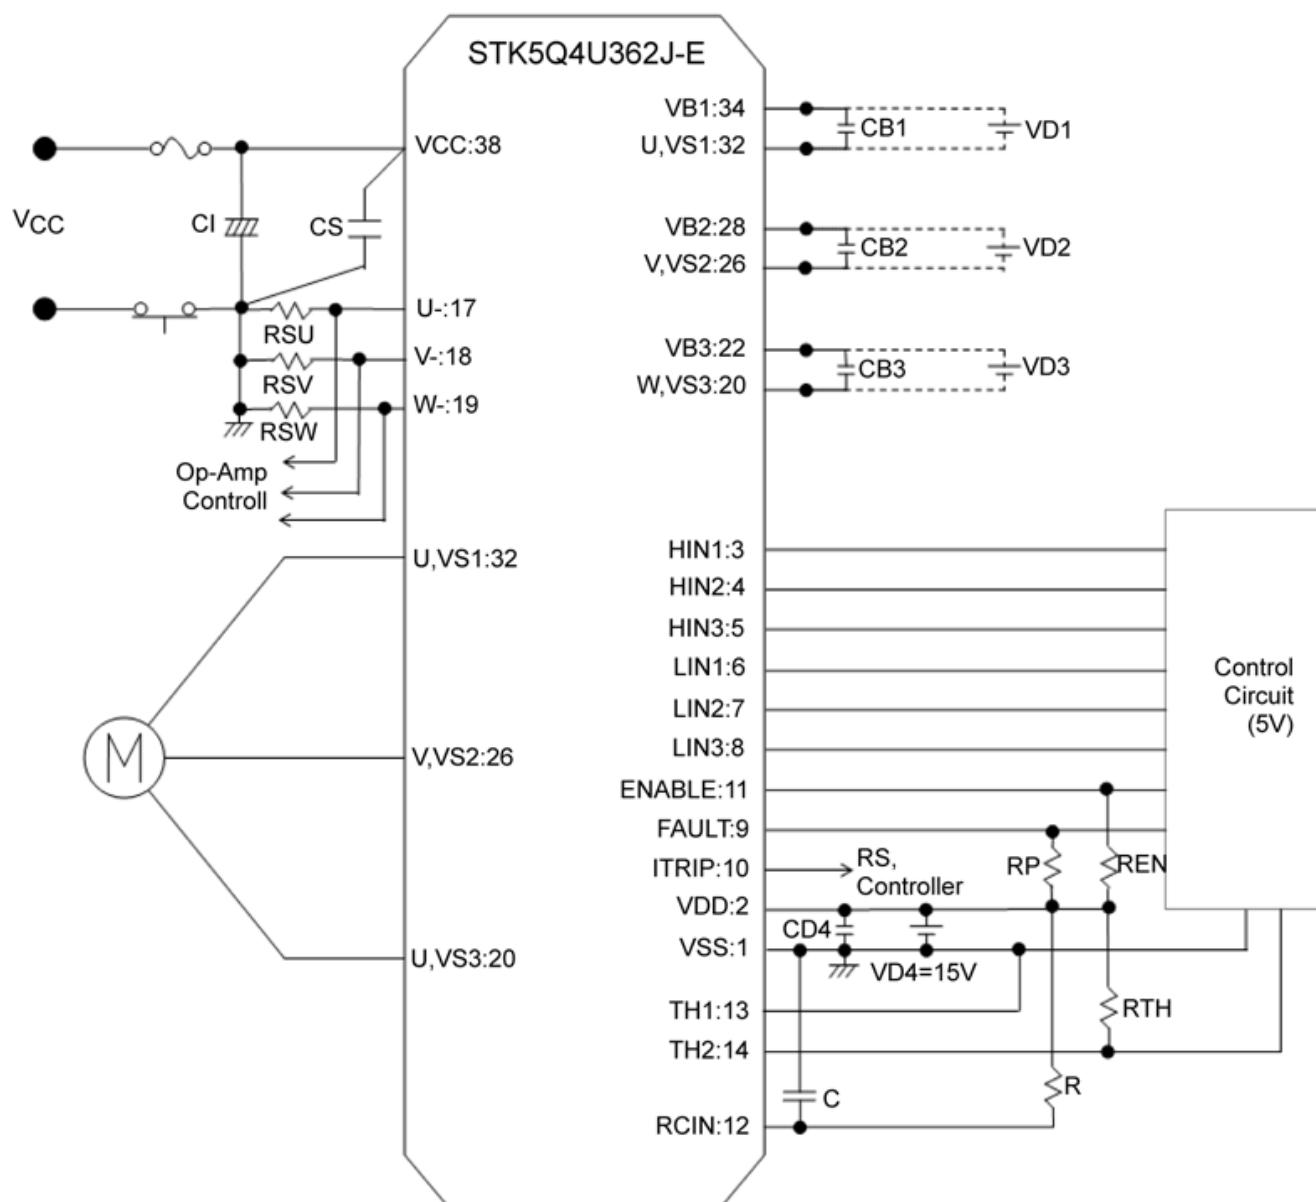 STK5Q4U362J-E
VCC
CI
CS
RSU
RSV
RSW
Op-Amp
Controll
M
VCC:38
U-:17
V-:18
W-:19
U,VS1:32
V,VS2:26
U,VS3:20
VB1:34
U,VS1:32
VB2:28
V,VS2:26
VB3:22
W,VS3:20
CB1
VD1
CB2
VD2
CB3
VD3
HIN1:3
HIN2:4
HIN3:5
LIN1:6
LIN2:7
LIN3:8
ENABLE:11
FAULT:9
ITRIP:10
VDD:2
VSS:1
TH1:13
TH2:14
RCIN:12
RS,
Controller
RP
REN
CD4
VD4=15V
RTH
R
C
Control
Circuit
(5V)